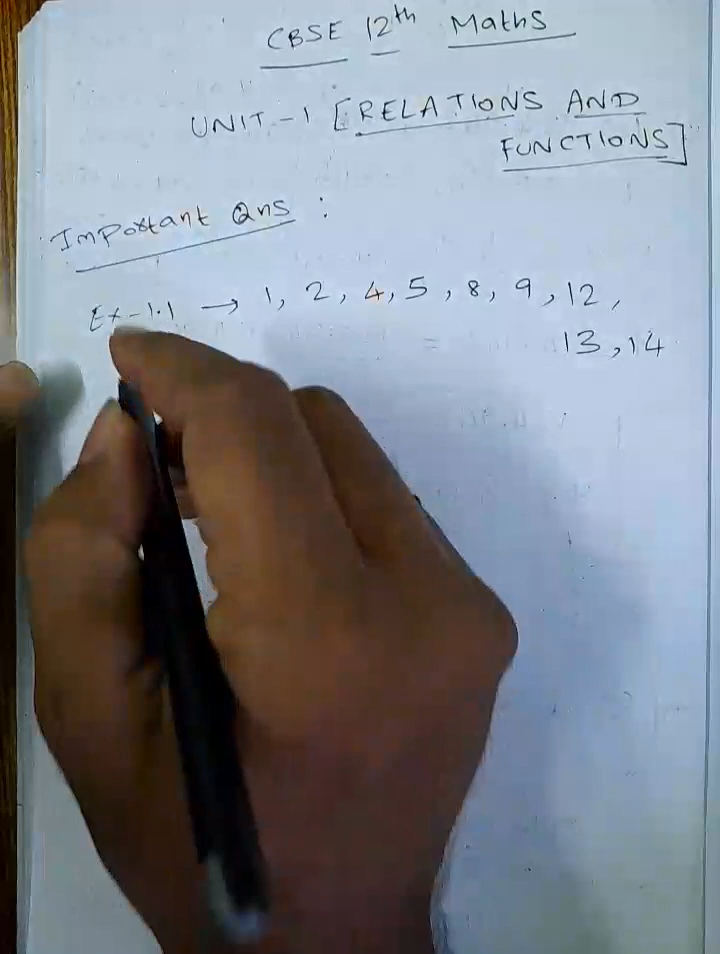 CBSE 12th Maths
UNIT-1 [RELATIONS AND
FUNCTIONS]
Important Qns :
Ex-1.1 → 1, 2, 4, 5, 8, 9, 12,
13, 14